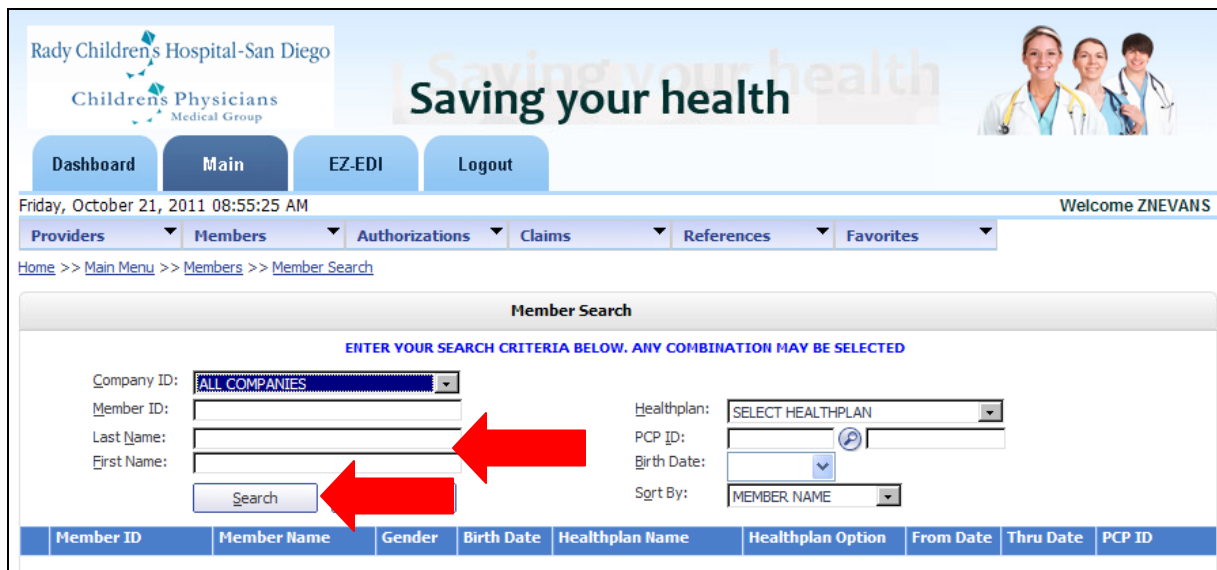 Rady Children's Hospital-San Diego
Children's Physicians
Medical Group
Saving your health
Saving your health
Dashboard Main EZ-EDI Logout
Friday, October 21, 2011 08:55:25 AM Welcome ZNEVANS
Providers Members Authorizations Claims References Favorites
Home >> Main Menu >> Members >> Member Search
Member Search
ENTER YOUR SEARCH CRITERIA BELOW. ANY COMBINATION MAY BE SELECTED
Company ID: ALL COMPANIES
Member ID: Healthplan: SELECT HEALTHPLAN
Last Name: PCP ID:
First Name: Birth Date:
Search Sort By: MEMBER NAME
Member ID Member Name Gender Birth Date Healthplan Name Healthplan Option From Date Thru Date PCP ID